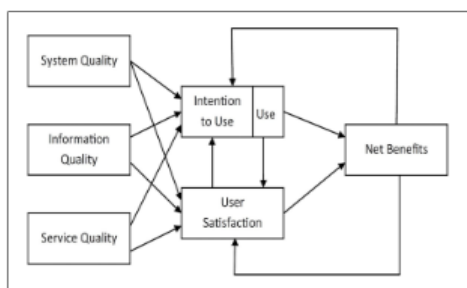 System Quality
Intention
to Use
Use
Information
Quality
Net Benefits
User
Satisfaction
Service Quality